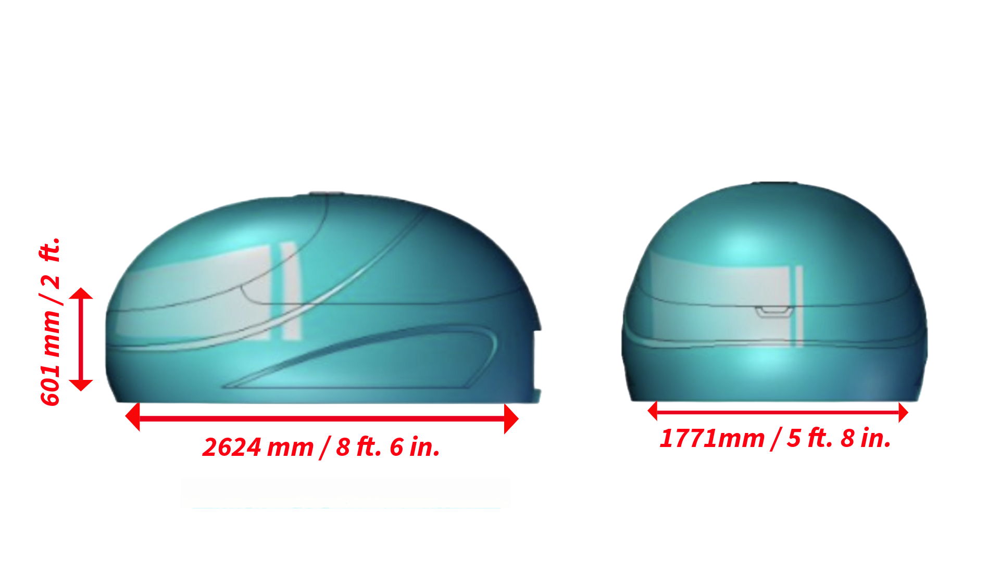 601 mm / 2 ft.
2624 mm / 8 ft. 6 in.
1771mm / 5 ft. 8 in.